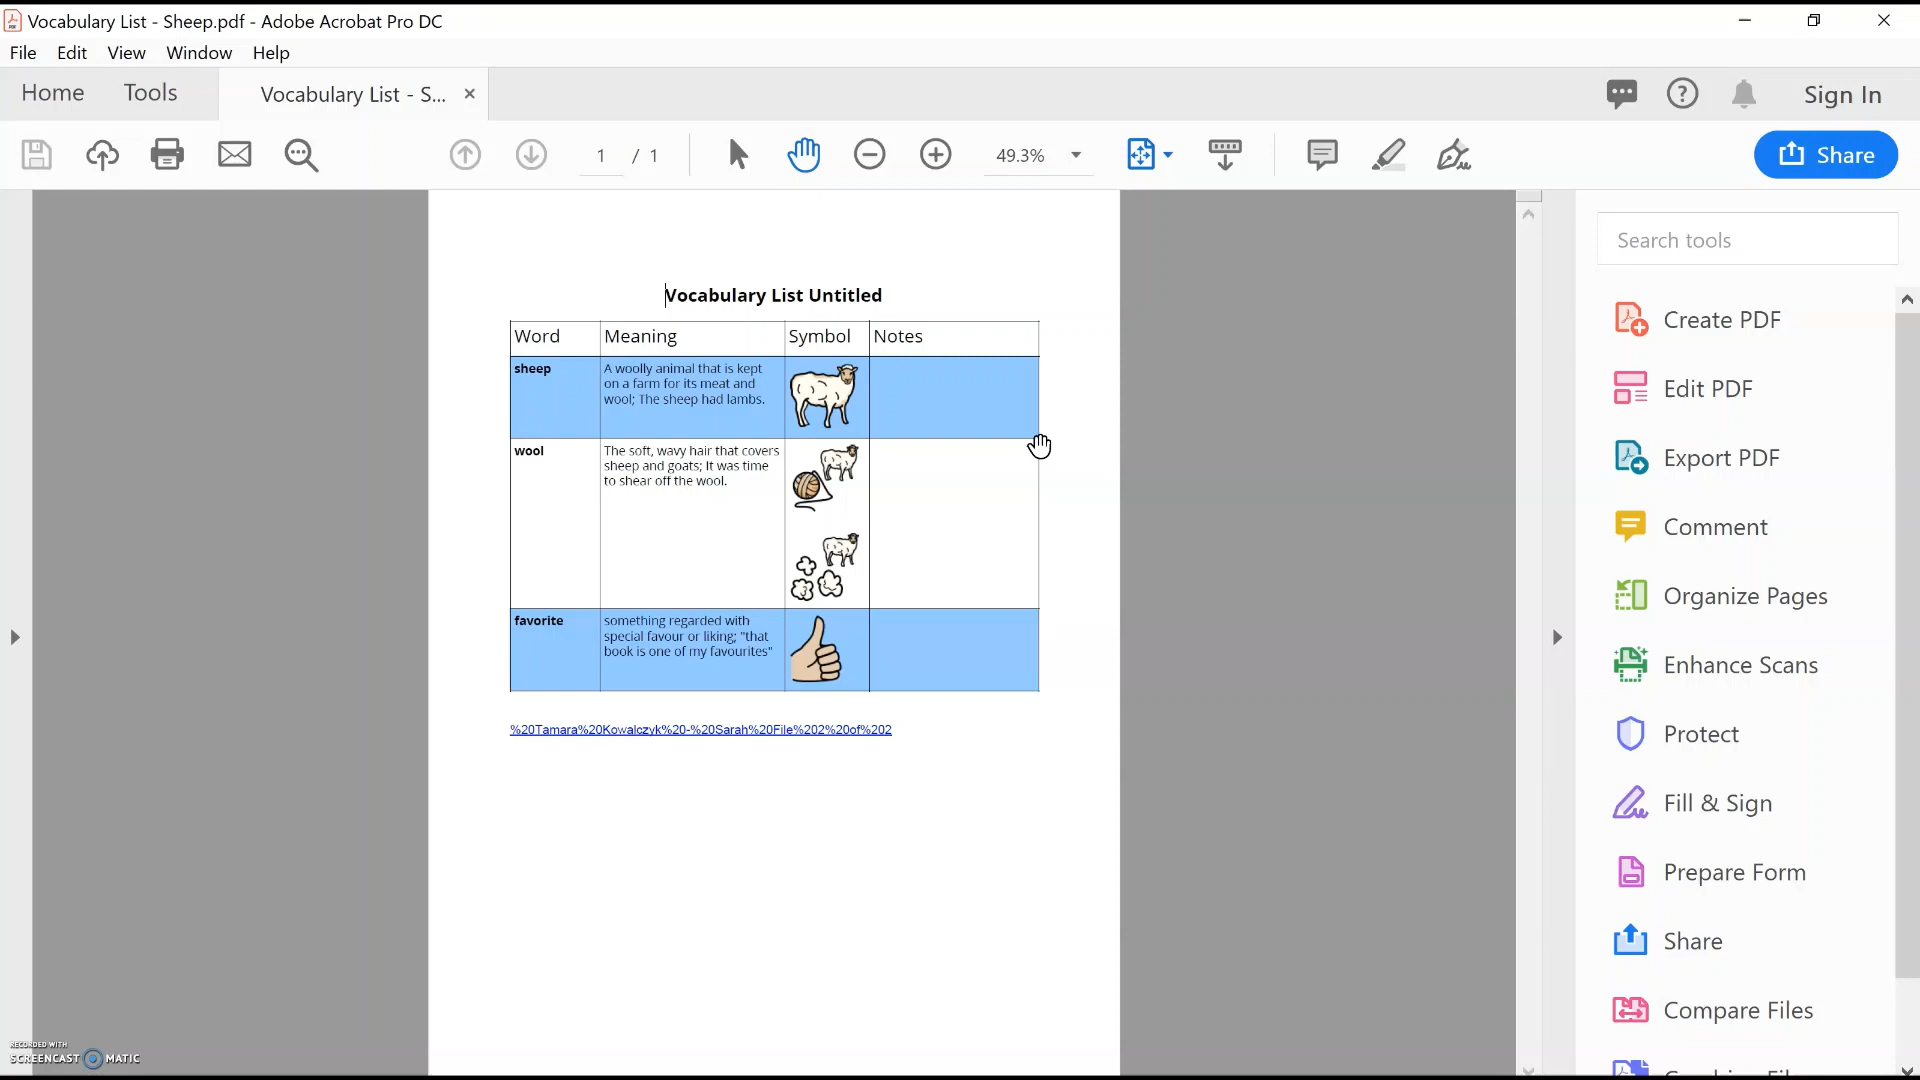 Vocabulary List - Sheep.pdf - Adobe Acrobat Pro DC
File Edit View Window Help
Home Tools Vocabulary List - S... Sign In
1 / 1 49.3% Share
Search tools
Create PDF
Edit PDF
Export PDF
Comment
Organize Pages
Enhance Scans
Protect
Fill & Sign
Prepare Form
Share
Compare Files
Vocabulary List Untitled
Word Meaning Symbol Notes
sheep A woolly animal that is kept
on a farm for its meat and
wool; The sheep had lambs.
wool The soft, wavy hair that covers
sheep and goats; It was time
to shear off the wool.
favorite something regarded with
special favour or liking; "that
book is one of my favourites"
%20Tamara%20Kowalczyk%20-%20Sarah%20File%202%20of%202
RECORDED WITH
SCREENCAST MATIC